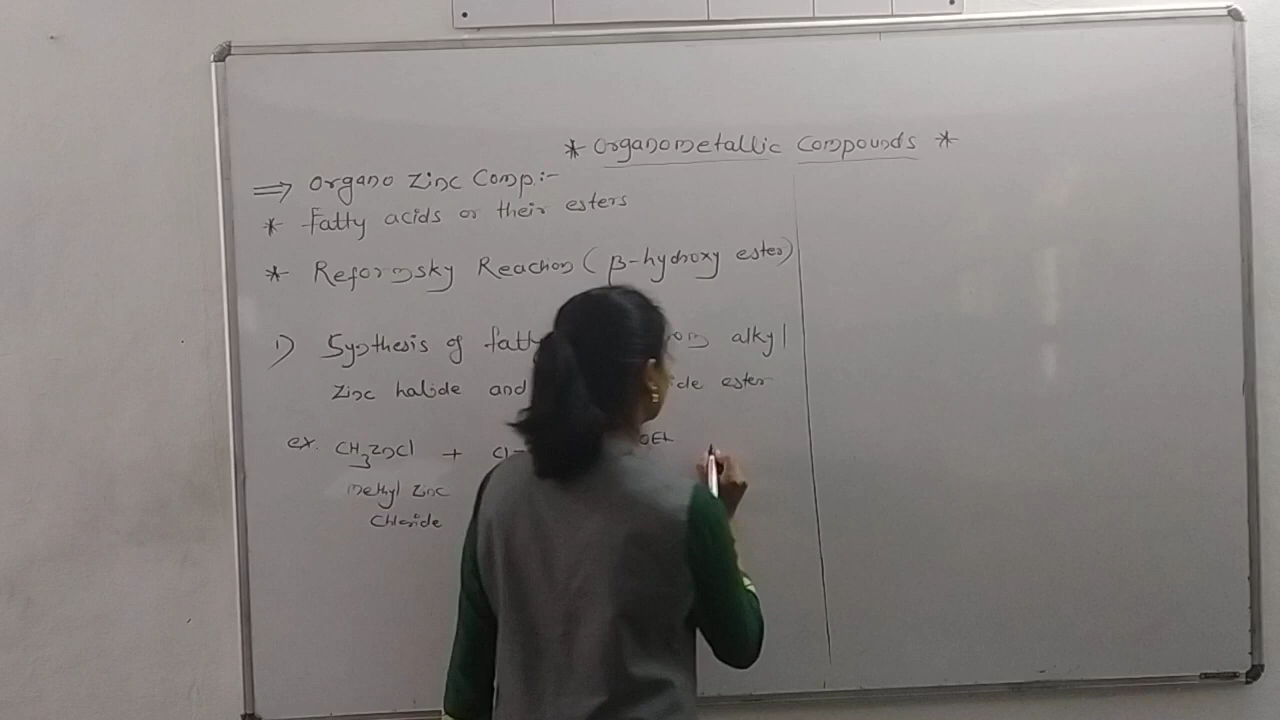 * Organometallic Compounds *
⇒ Organo Zinc Comp:-
* Fatty acids or their esters
* Reformsky Reaction (β-hydroxy ester)
1) Synthesis of fatty alkyl
Zinc halide and ester
ex. CH3ZnCl + Cl- OEt
Methyl Zinc
Chloride